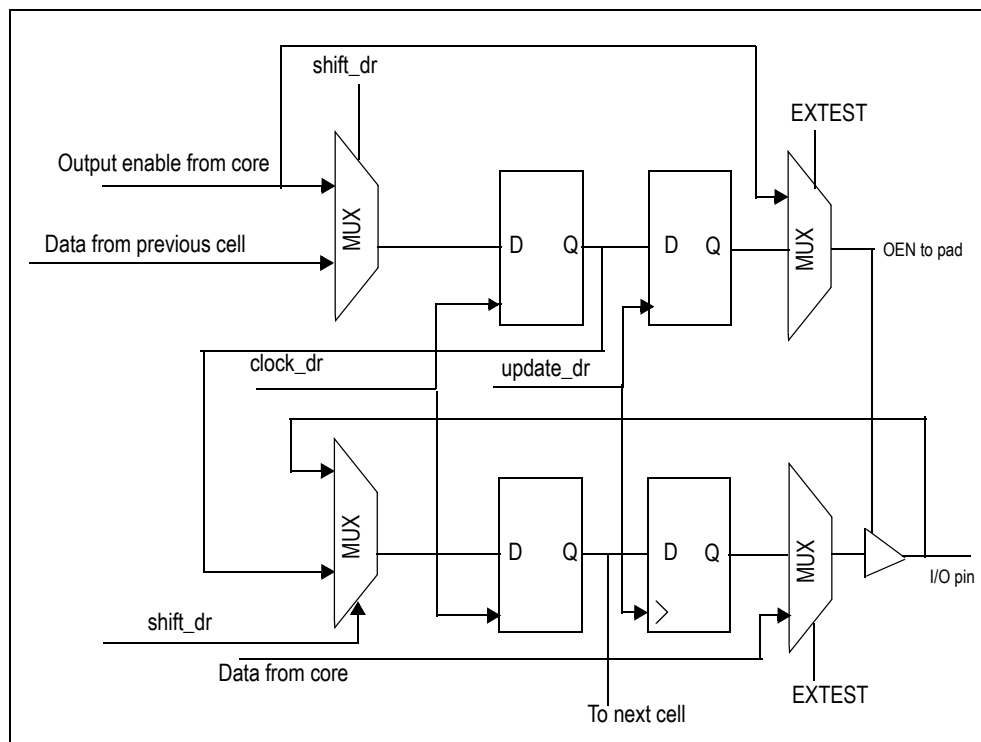 shift_dr
EXTEST
Output enable from core
MUX
D Q
D Q
MUX
Data from previous cell
OEN to pad
clock_dr
update_dr
MUX
D Q
D Q
MUX
I/O pin
shift_dr
Data from core
EXTEST
To next cell